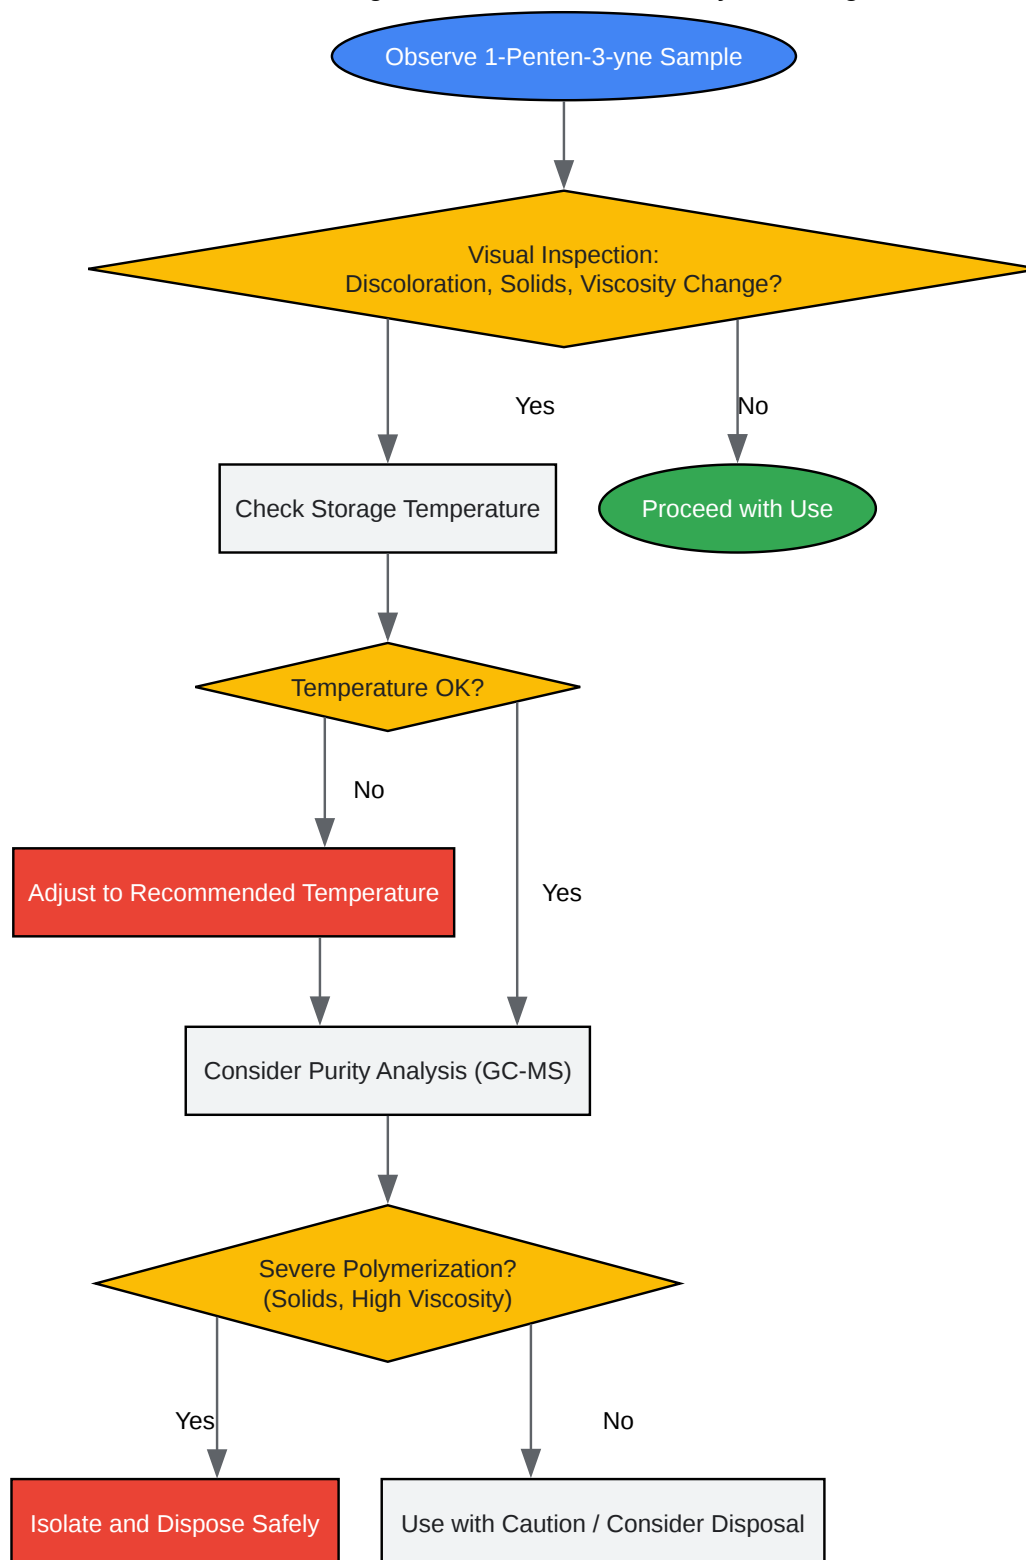 Observe 1-Penten-3-yne Sample
Visual Inspection:
Discoloration, Solids, Viscosity Change?
Yes
No
Check Storage Temperature
Proceed with Use
Temperature OK?
No
Adjust to Recommended Temperature
Yes
Consider Purity Analysis (GC-MS)
Severe Polymerization?
(Solids, High Viscosity)
Yes
No
Isolate and Dispose Safely
Use with Caution / Consider Disposal